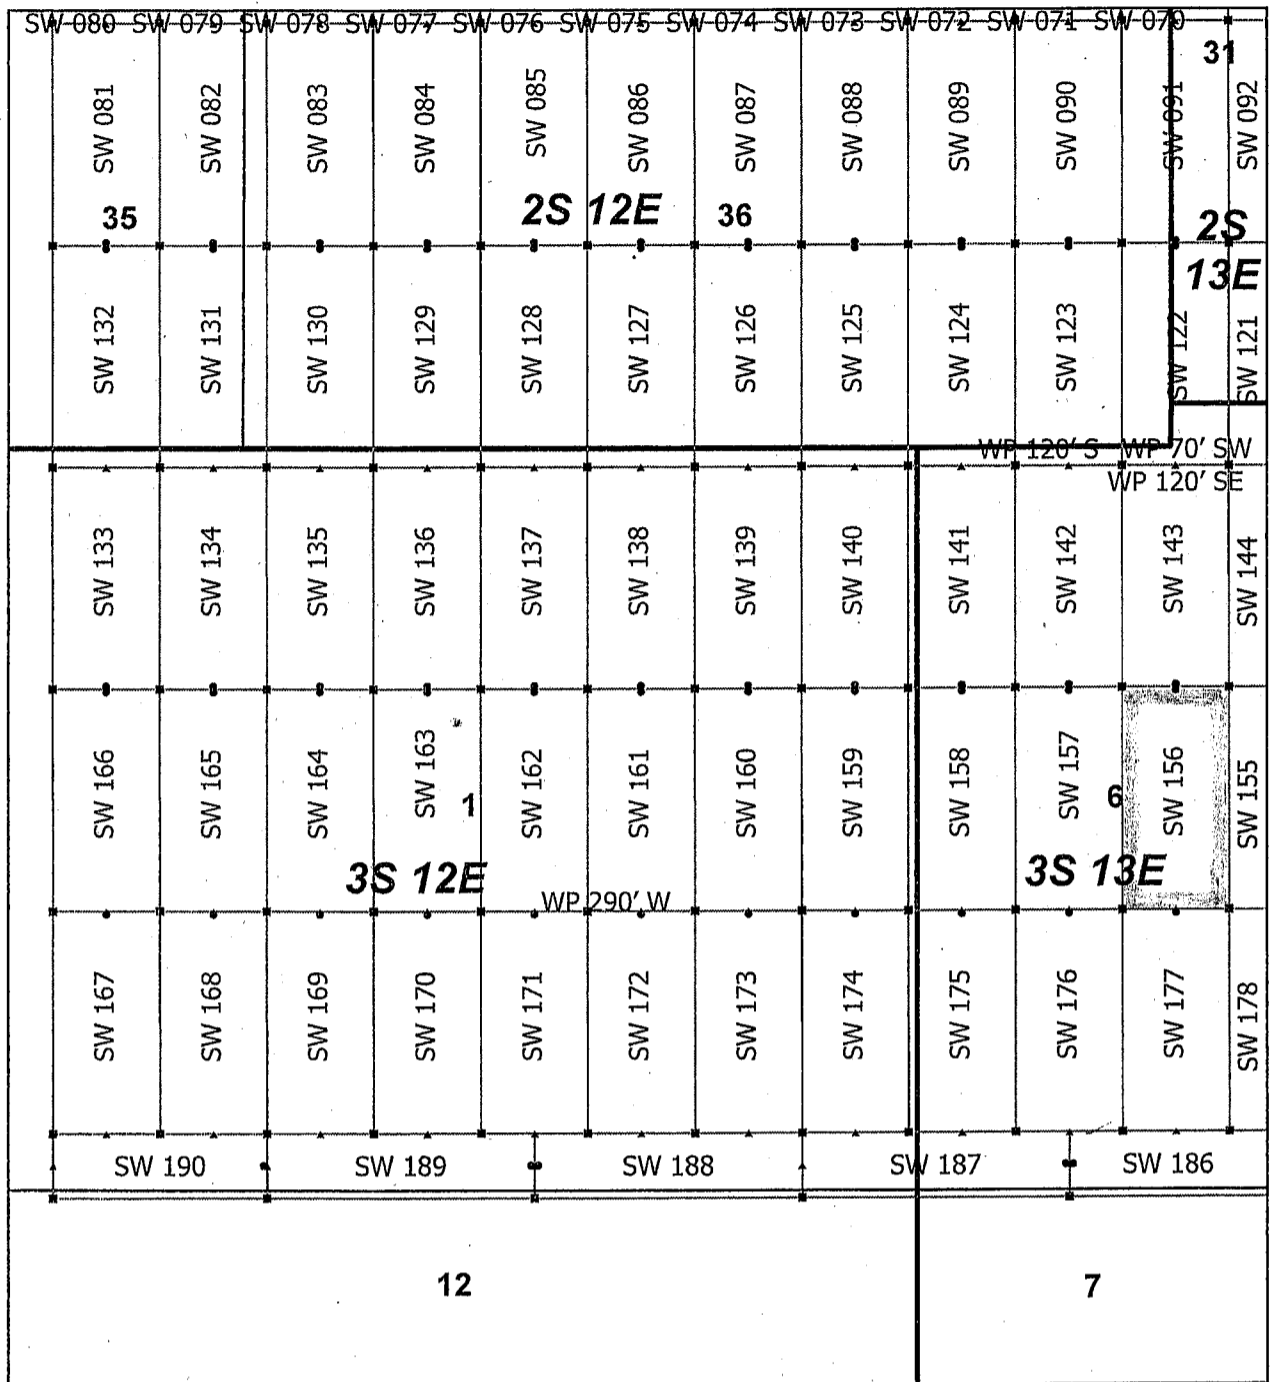 SW 080 SW 079 SW 078 SW 077 SW 076 SW 075 SW 074 SW 073 SW 072 SW 071 SW 070
31
SW 081 SW 082 SW 083 SW 084 SW 085 SW 086 SW 087 SW 088 SW 089 SW 090 SW 091 SW 092
35 2S 12E 36 2S
13E
SW 132 SW 131 SW 130 SW 129 SW 128 SW 127 SW 126 SW 125 SW 124 SW 123 SW 122 SW 121
WP 120' S WP 70' SW
WP 120' SE
SW 133 SW 134 SW 135 SW 136 SW 137 SW 138 SW 139 SW 140 SW 141 SW 142 SW 143 SW 144
SW 166 SW 165 SW 164 SW 163 SW 162 SW 161 SW 160 SW 159 SW 158 SW 157 SW 156 SW 155
1 6
3S 12E 3S 13E
WP 290' W
SW 167 SW 168 SW 169 SW 170 SW 171 SW 172 SW 173 SW 174 SW 175 SW 176 SW 177 SW 178
SW 190 SW 189 SW 188 SW 187 SW 186
12 7